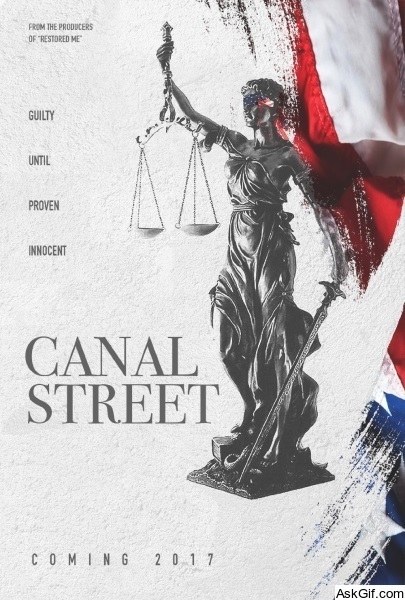 FROM THE PRODUCERS
OF "RESTORED ME"
GUILTY
UNTIL
PROVEN
INNOCENT
CANAL
STREET
COMING 2017
AskGif.com